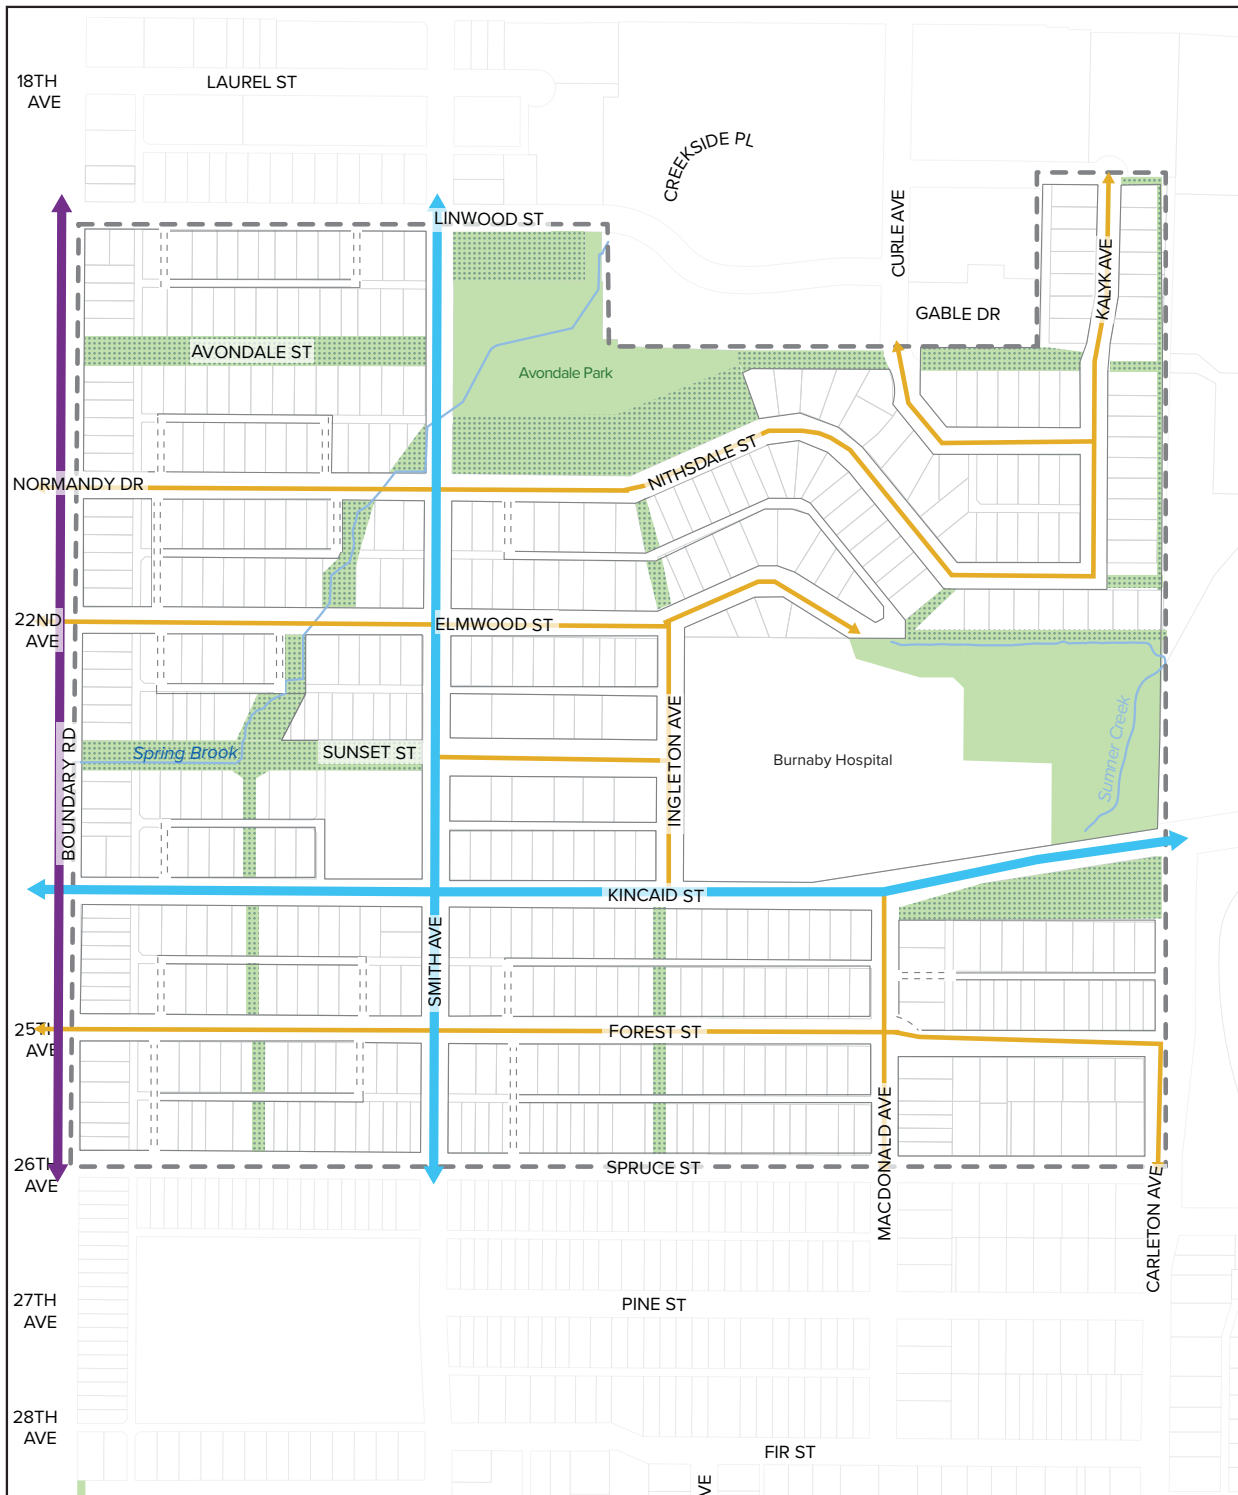 18TH
AVE
LAUREL ST
CREEKSIDE PL
CURLE AVE
LINWOOD ST
KALYK AVE
GABLE DR
AVONDALE ST
Avondale Park
NITHSDALE ST
NORMANDY DR
22ND
AVE
ELMWOOD ST
BOUNDARY RD
Spring Brook
SUNSET ST
INGLETON AVE
Burnaby Hospital
Sumner Creek
KINCAID ST
SMITH AVE
25TH
AVE
FOREST ST
MACDONALD AVE
26TH
AVE
SPRUCE ST
CARLETON AVE
27TH
AVE
PINE ST
28TH
AVE
FIR ST
VE